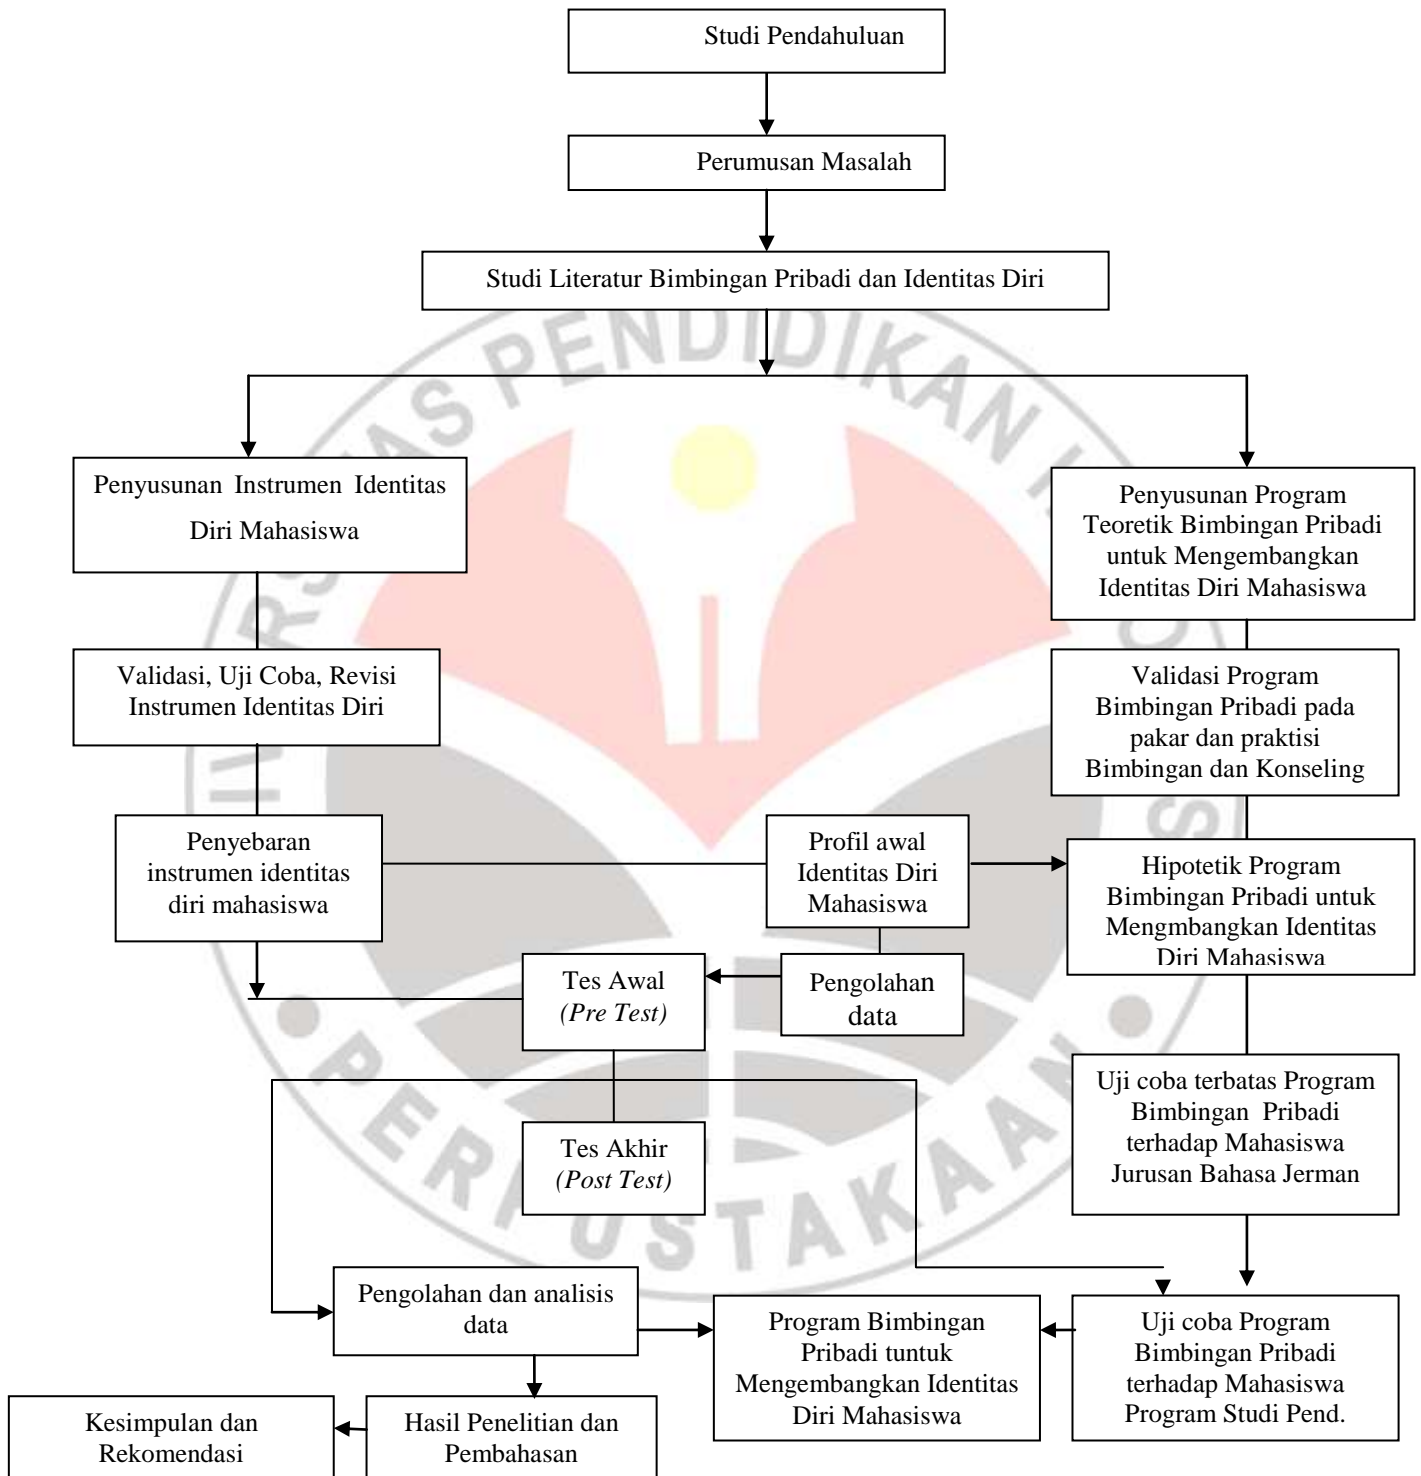 Studi Pendahuluan
Perumusan Masalah
Studi Literatur Bimbingan Pribadi dan Identitas Diri
Penyusunan Instrumen Identitas
Diri Mahasiswa
Penyusunan Program
Teoretik Bimbingan Pribadi
untuk Mengembangkan
Identitas Diri Mahasiswa
Validasi, Uji Coba, Revisi
Instrumen Identitas Diri
Validasi Program
Bimbingan Pribadi pada
pakar dan praktisi
Bimbingan dan Konseling
Penyebaran
instrumen identitas
diri mahasiswa
Profil awal
Identitas Diri
Mahasiswa
Hipotetik Program
Bimbingan Pribadi untuk
Mengmbangkan Identitas
Diri Mahasiswa
Tes Awal
(Pre Test)
Pengolahan
data
Uji coba terbatas Program
Bimbingan Pribadi
terhadap Mahasiswa
Jurusan Bahasa Jerman
Tes Akhir
(Post Test)
Pengolahan dan analisis
data
Program Bimbingan
Pribadi tuntuk
Mengembangkan Identitas
Diri Mahasiswa
Uji coba Program
Bimbingan Pribadi
terhadap Mahasiswa
Program Studi Pend.
Kesimpulan dan
Rekomendasi
Hasil Penelitian dan
Pembahasan
PENDIDIKAN
PERPUSTAKAAN